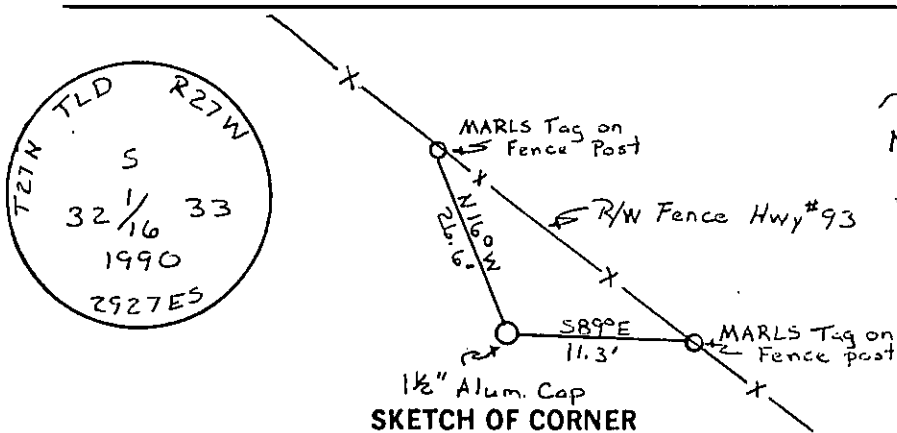 T27N TLD R27W
S
32 1/16 33
1990
2927ES
MARLS Tag on
Fence Post
N16°W
26.6'
R/W Fence Hwy #93
S89°E
11.3'
MARLS Tag on
Fence post
1½" Alum. Cap
SKETCH OF CORNER